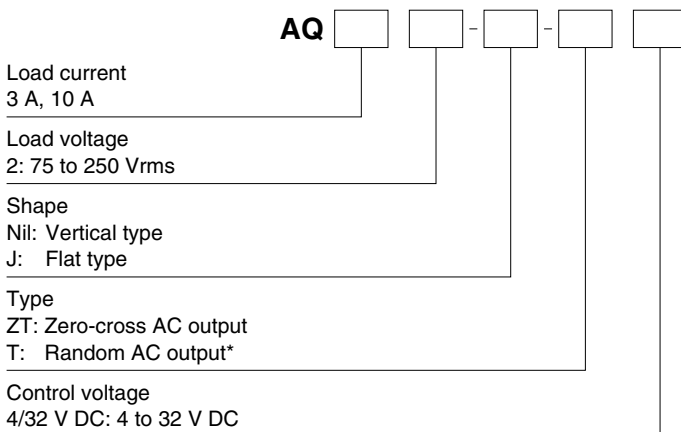 AQ - -
Load current
3 A, 10 A
Load voltage
2: 75 to 250 Vrms
Shape
Nil: Vertical type
J: Flat type
Type
ZT: Zero-cross AC output
T: Random AC output*
Control voltage
4/32 V DC: 4 to 32 V DC